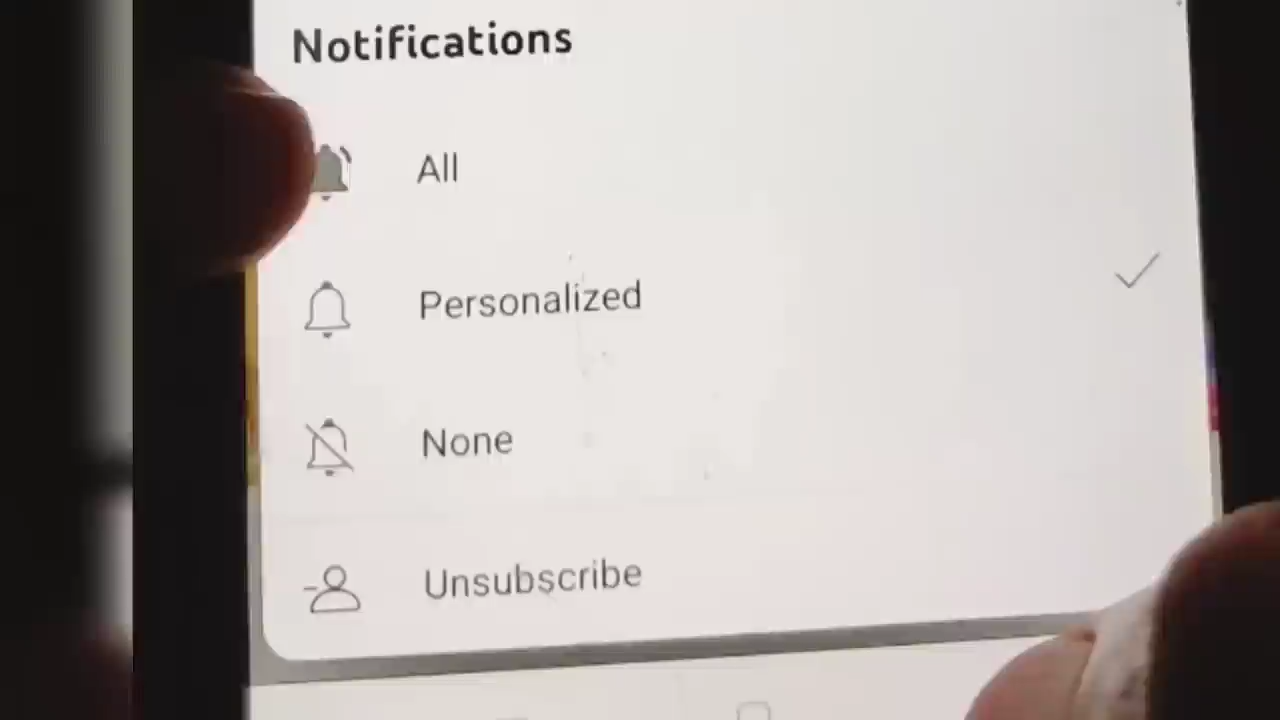 Notifications
All
Personalized
None
Unsubscribe